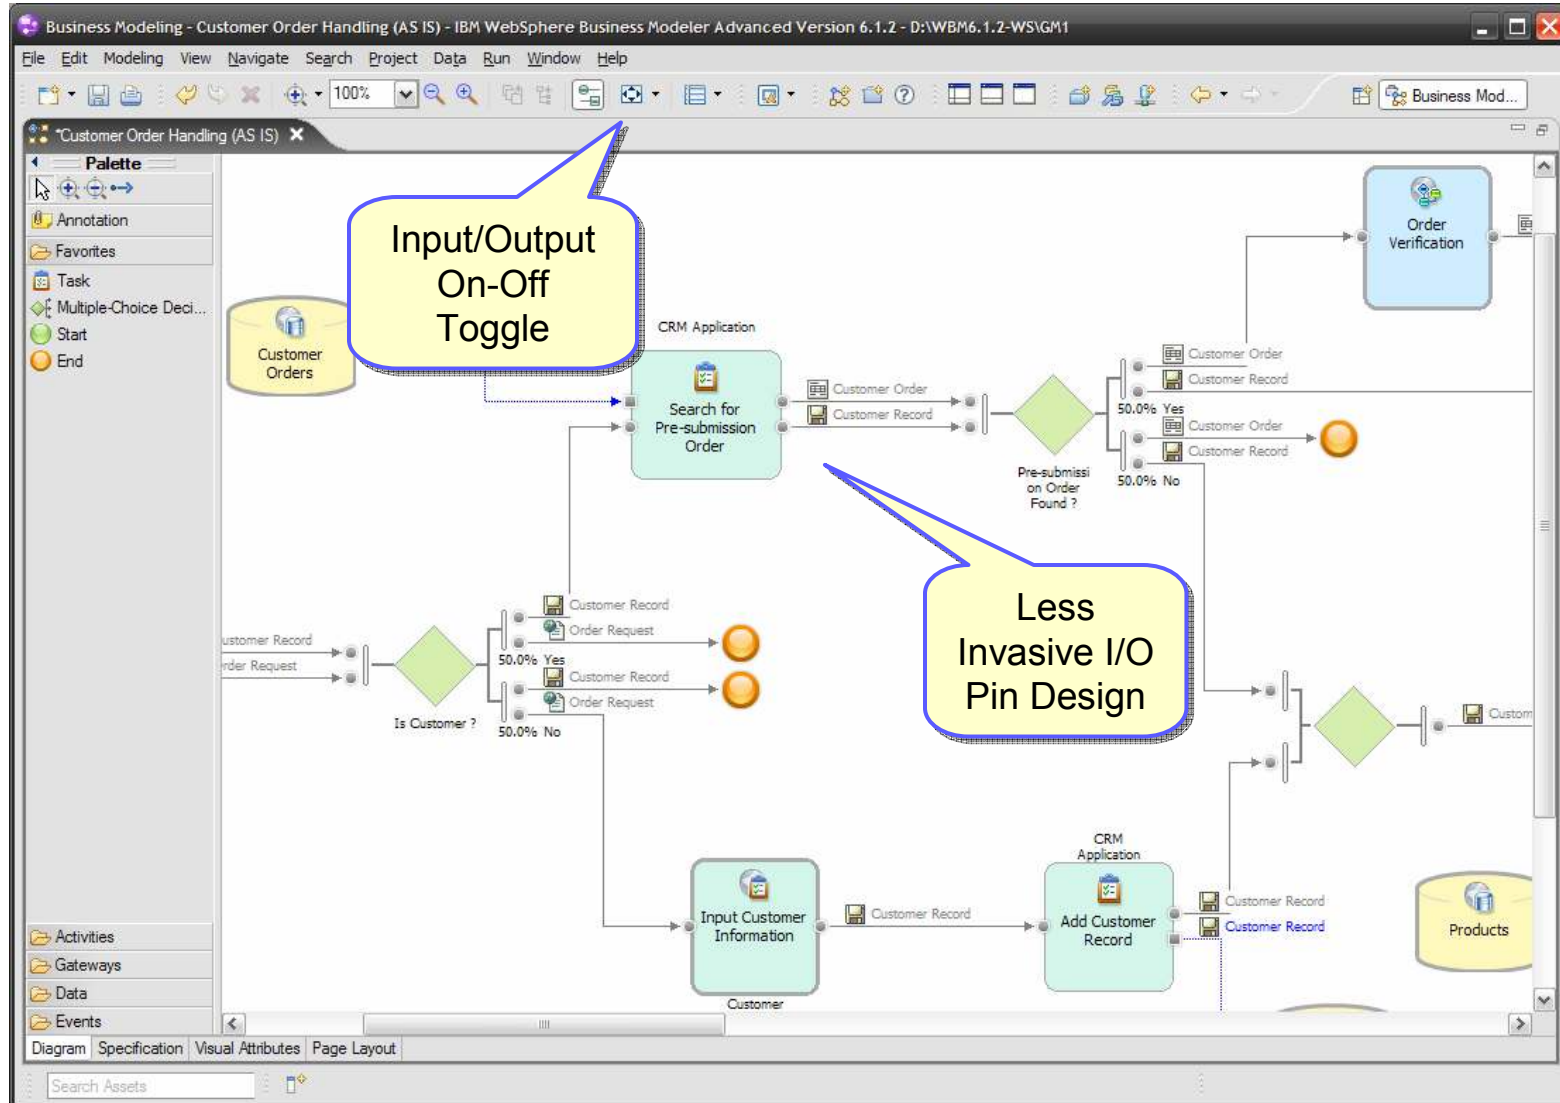 Business Modeling - Customer Order Handling (AS IS) - IBM WebSphere Business Modeler Advanced Version 6.1.2 - D:\WBM6.1.2-WS\GM1
File Edit Modeling View Navigate Search Project Data Run Window Help
100%
Business Mod...
*Customer Order Handling (AS IS)
Palette
Annotation
Favorites
Task
Multiple-Choice Deci...
Start
End
Activities
Gateways
Data
Events
Input/Output
On-Off
Toggle
Order
Verification
Customer
Orders
CRM Application
Search for
Pre-submission
Order
Customer Order
Customer Record
Pre-submissi
on Order
Found ?
Customer Order
Customer Record
50.0% Yes
Customer Order
Customer Record
50.0% No
Less
Invasive I/O
Pin Design
ustomer Record
rder Request
Is Customer ?
Customer Record
Order Request
50.0% Yes
Customer Record
Order Request
50.0% No
Custom
Input Customer
Information
Customer
Customer Record
CRM
Application
Add Customer
Record
Customer Record
Customer Record
Products
Diagram Specification Visual Attributes Page Layout
Search Assets